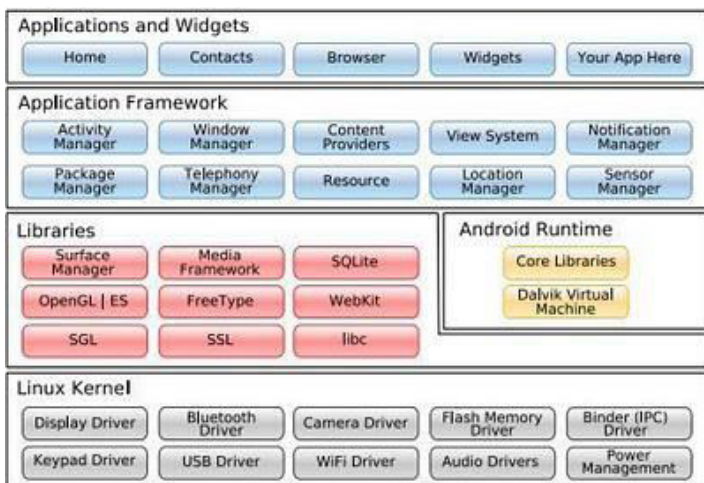 Applications and Widgets
Home
Contacts
Browser
Widgets
Your App Here
Application Framework
Activity
Manager
Window
Manager
Content
Providers
View System
Notification
Manager
Package
Manager
Telephony
Manager
Resource
Location
Manager
Sensor
Manager
Libraries
Surface
Manager
Media
Framework
SQLite
OpenGL | ES
FreeType
WebKit
SGL
SSL
libc
Android Runtime
Core Libraries
Dalvik Virtual
Machine
Linux Kernel
Display Driver
Bluetooth
Driver
Camera Driver
Flash Memory
Driver
Binder (IPC)
Driver
Keypad Driver
USB Driver
WiFi Driver
Audio Drivers
Power
Management